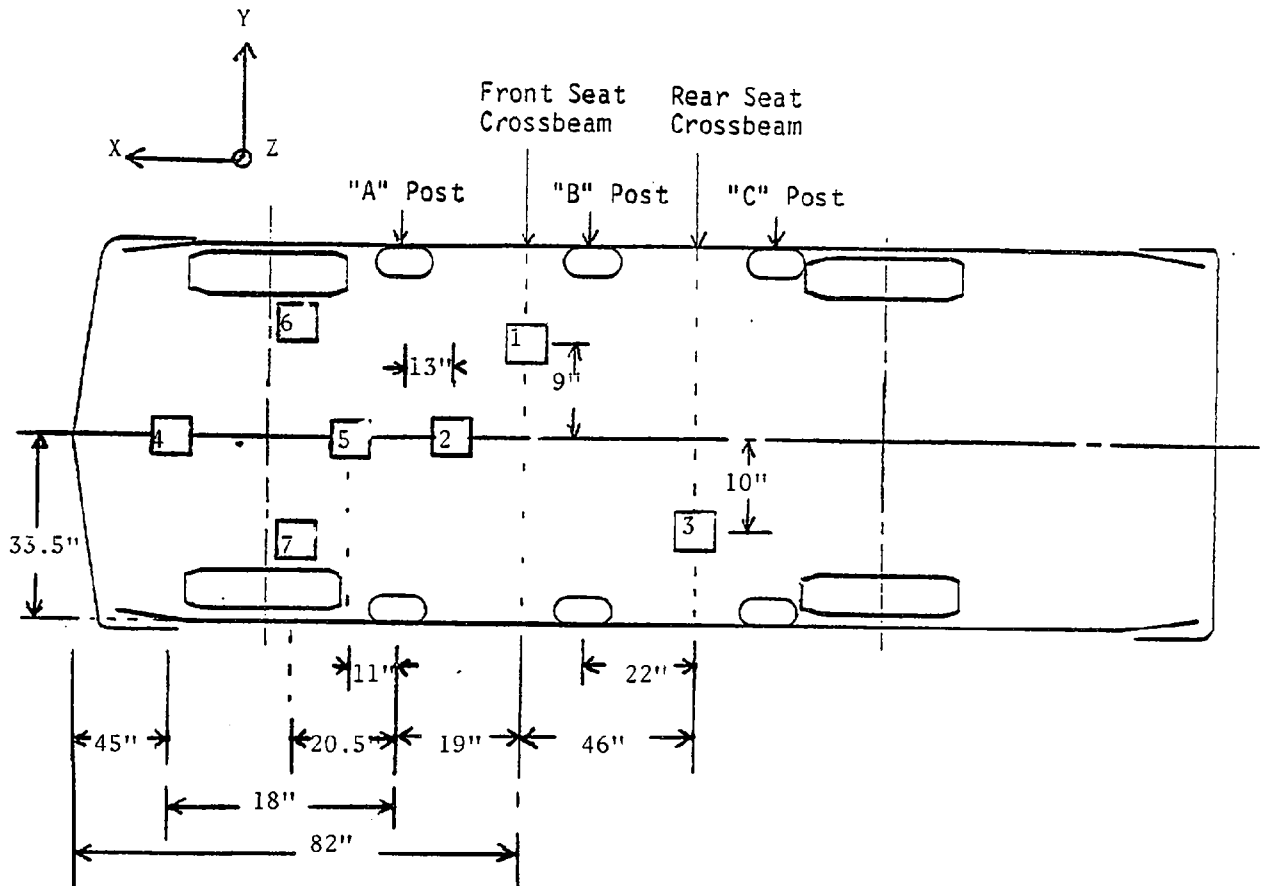 Y
Front Seat Rear Seat
Crossbeam Crossbeam
X Z
"A" Post "B" Post "C" Post
6
1
13"
9"
4 5 2
10"
3
33.5"
7
11" 22"
45" 20.5" 19" 46"
18"
82"